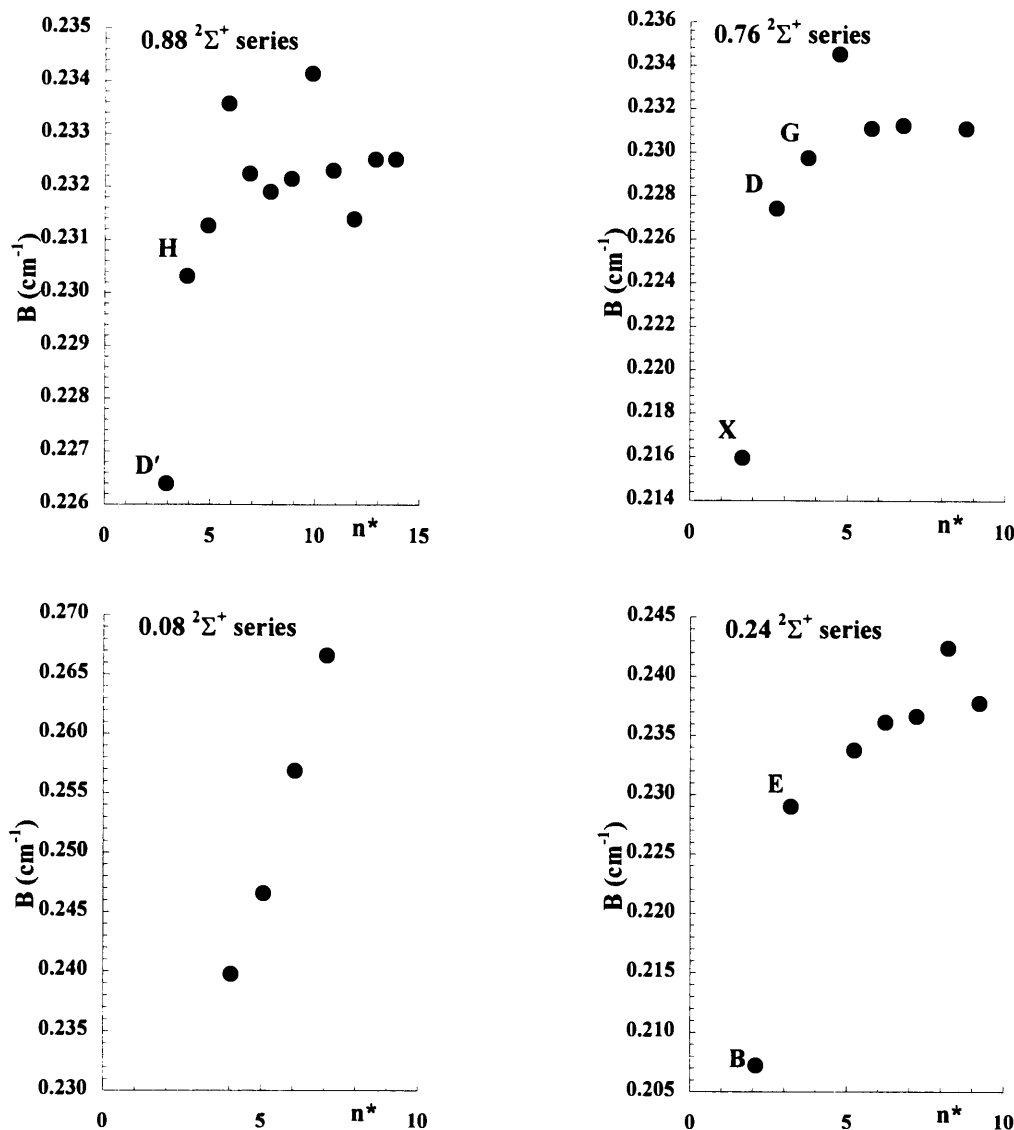 0.88 ²Σ⁺ series
0.235
0.234
0.233
0.232
0.231
0.230
0.229
0.228
0.227
0.226
B (cm⁻¹)
H
D′
0
5
10
n*
15
0.76 ²Σ⁺ series
0.236
0.234
0.232
0.230
0.228
0.226
0.224
0.222
0.220
0.218
0.216
0.214
B (cm⁻¹)
G
D
X
0
5
n*
10
0.08 ²Σ⁺ series
0.270
0.265
0.260
0.255
0.250
0.245
0.240
0.235
0.230
B (cm⁻¹)
0
5
n*
10
0.24 ²Σ⁺ series
0.245
0.240
0.235
0.230
0.225
0.220
0.215
0.210
0.205
B (cm⁻¹)
E
B
0
5
n*
10